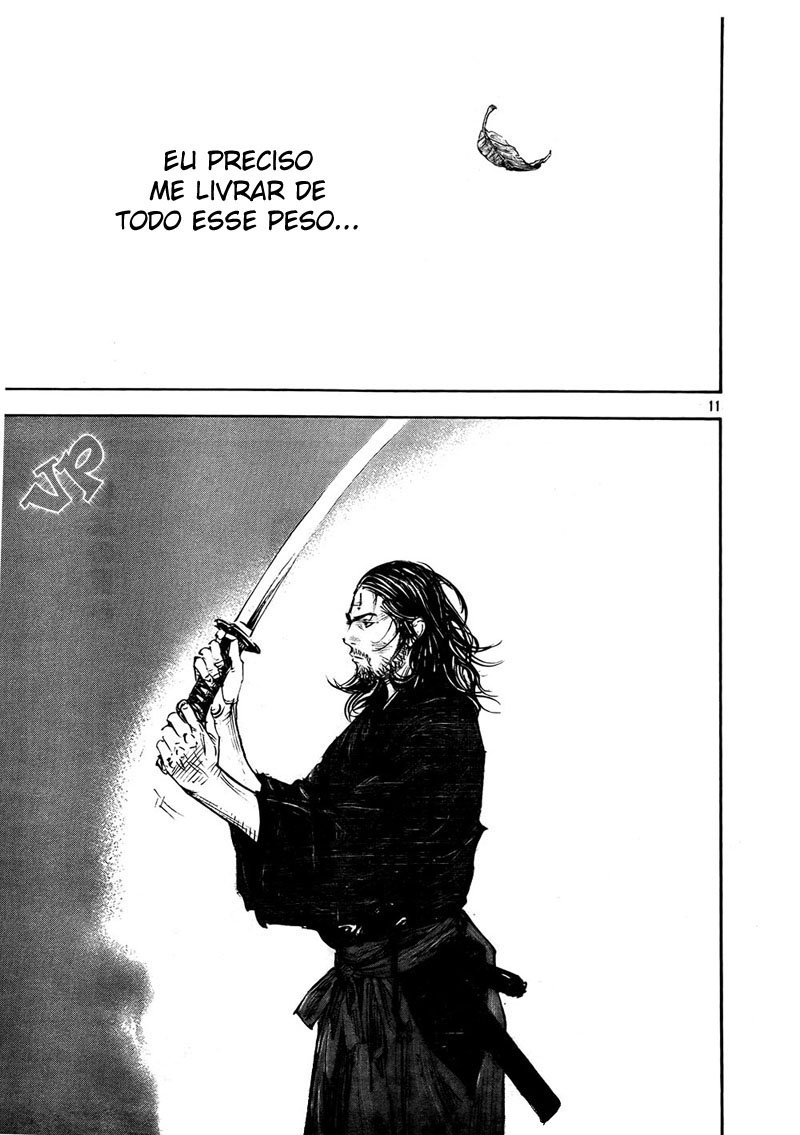 EU PRECISO
ME LIVRAR DE
TODO ESSE PESO...
11
VP